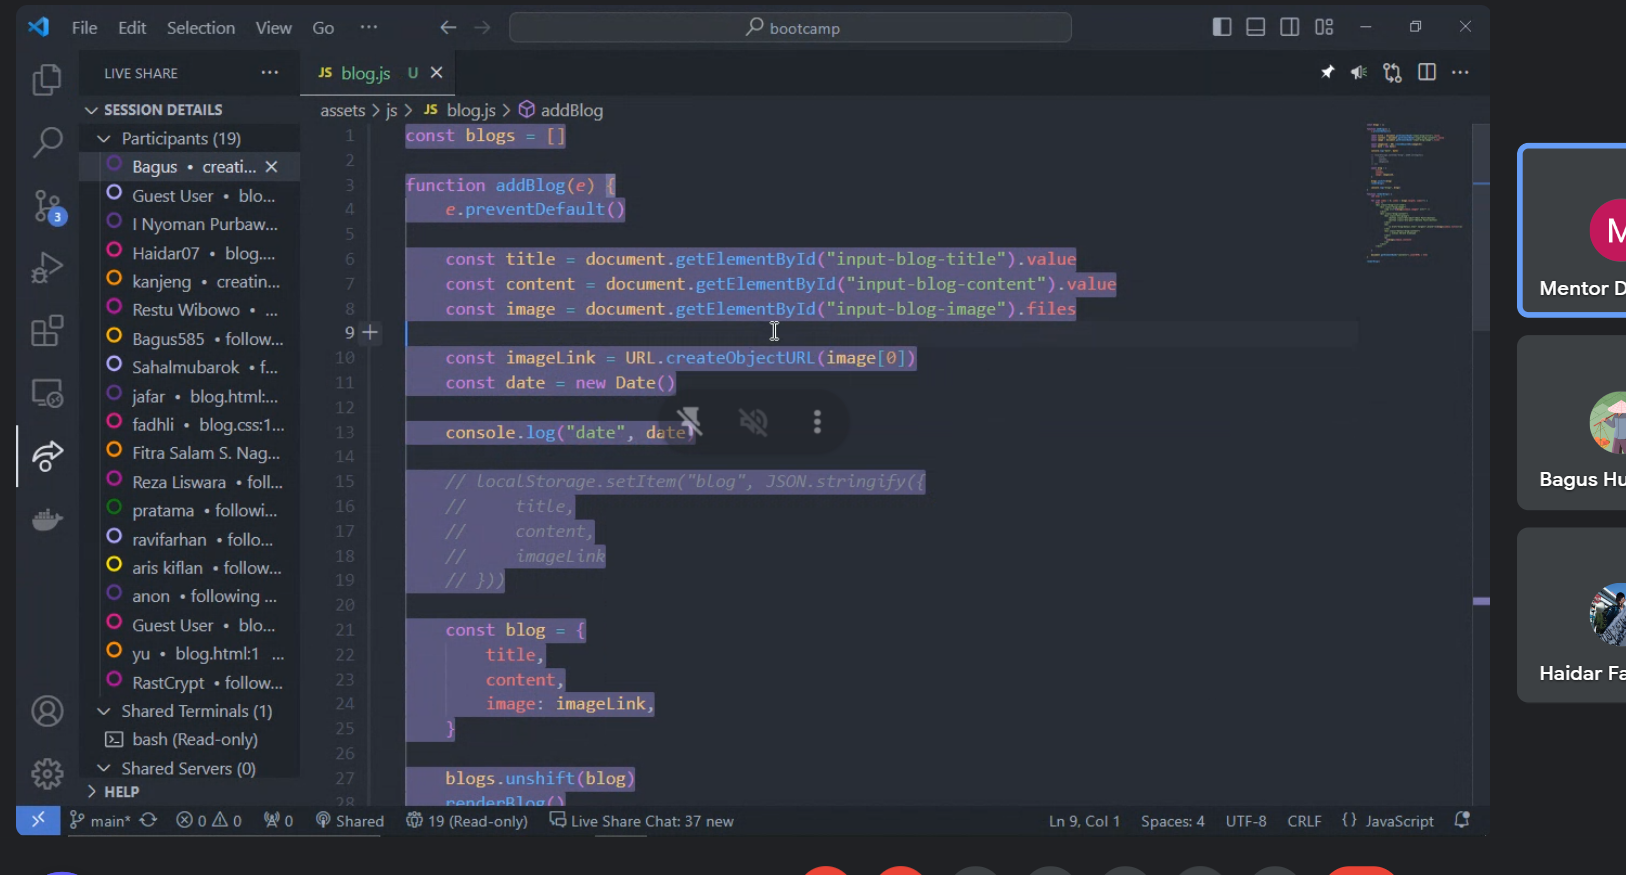 File Edit Selection View Go ···
bootcamp
LIVE SHARE ···
JS blog.js U
SESSION DETAILS
assets > js > JS blog.js > addBlog
Participants (19)
Bagus • creati...
Guest User • blo...
I Nyoman Purbaw...
Haidar07 • blog....
kanjeng • creatin...
Restu Wibowo • ...
Bagus585 • follow...
Sahalmubarok • f...
jafar • blog.html:...
fadhli • blog.css:1...
Fitra Salam S. Nag...
Reza Liswara • foll...
pratama • followi...
ravifarhan • follo...
aris kiflan • follow...
anon • following ...
Guest User • blo...
yu • blog.html:1 ...
RastCrypt • follow...
Shared Terminals (1)
bash (Read-only)
Shared Servers (0)
HELP
3
1 const blogs = []
2
3 function addBlog(e) {
4 e.preventDefault()
5
6 const title = document.getElementById("input-blog-title").value
7 const content = document.getElementById("input-blog-content").value
8 const image = document.getElementById("input-blog-image").files
9
10 const imageLink = URL.createObjectURL(image[0])
11 const date = new Date()
12
13 console.log("date", date)
14
15 // localStorage.setItem("blog", JSON.stringify({
16 // title,
17 // content,
18 // imageLink
19 // }))
20
21 const blog = {
22 title,
23 content,
24 image: imageLink,
25 }
26
27 blogs.unshift(blog)
28 renderBlog()
main* 0 0 0 Shared 19 (Read-only) Live Share Chat: 37 new Ln 9, Col 1 Spaces: 4 UTF-8 CRLF {} JavaScript
M
Mentor D
Bagus Hu
Haidar Fa